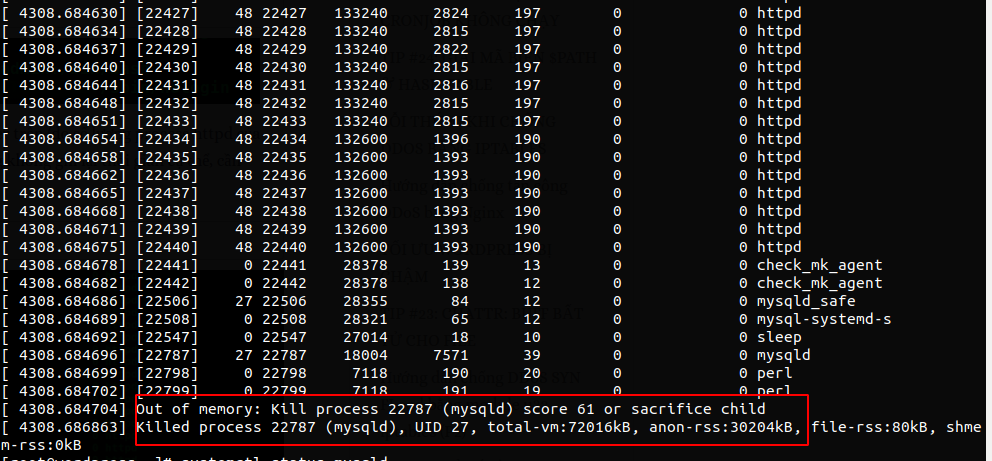 [ 4308.684630] [22427] 48 22427 133240 2824 197 0 0 httpd
[ 4308.684634] [22428] 48 22428 133240 2815 197 0 0 httpd
[ 4308.684637] [22429] 48 22429 133240 2822 197 0 0 httpd
[ 4308.684640] [22430] 48 22430 133240 2815 197 0 0 httpd
[ 4308.684644] [22431] 48 22431 133240 2816 197 0 0 httpd
[ 4308.684648] [22432] 48 22432 133240 2815 197 0 0 httpd
[ 4308.684651] [22433] 48 22433 133240 2815 197 0 0 httpd
[ 4308.684654] [22434] 48 22434 132600 1396 190 0 0 httpd
[ 4308.684658] [22435] 48 22435 132600 1393 190 0 0 httpd
[ 4308.684662] [22436] 48 22436 132600 1393 190 0 0 httpd
[ 4308.684665] [22437] 48 22437 132600 1393 190 0 0 httpd
[ 4308.684668] [22438] 48 22438 132600 1393 190 0 0 httpd
[ 4308.684671] [22439] 48 22439 132600 1393 190 0 0 httpd
[ 4308.684675] [22440] 48 22440 132600 1393 190 0 0 httpd
[ 4308.684678] [22441] 0 22441 28378 139 13 0 0 check_mk_agent
[ 4308.684682] [22442] 0 22442 28378 138 12 0 0 check_mk_agent
[ 4308.684686] [22506] 27 22506 28355 84 12 0 0 mysqld_safe
[ 4308.684689] [22508] 0 22508 28321 65 12 0 0 mysql-systemd-s
[ 4308.684692] [22547] 0 22547 27014 18 10 0 0 sleep
[ 4308.684696] [22787] 27 22787 18004 7571 39 0 0 mysqld
[ 4308.684699] [22798] 0 22798 7118 190 20 0 0 perl
[ 4308.684702] [22799] 0 22799 7118 191 19 0 0 perl
[ 4308.684704] Out of memory: Kill process 22787 (mysqld) score 61 or sacrifice child
[ 4308.686863] Killed process 22787 (mysqld), UID 27, total-vm:72016kB, anon-rss:30204kB, file-rss:80kB, shme
m-rss:0kB